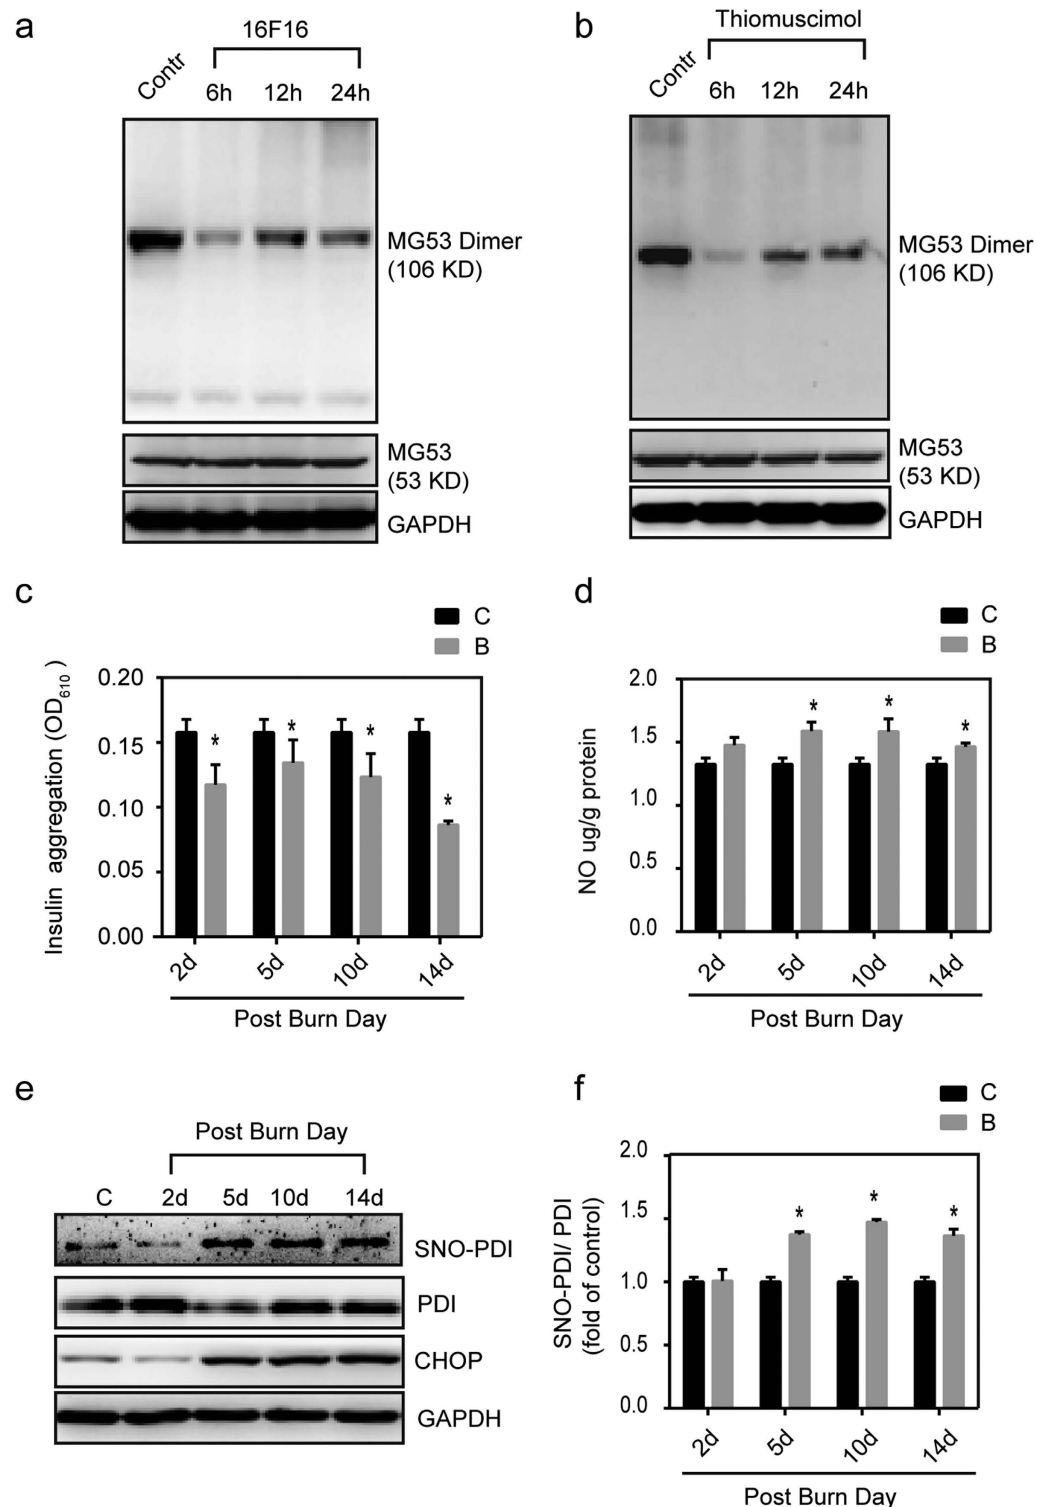 a
16F16
Contr
6h 12h 24h
MG53 Dimer
(106 KD)
MG53
(53 KD)
GAPDH
b
Thiomuscimol
Contr
6h 12h 24h
MG53 Dimer
(106 KD)
MG53
(53 KD)
GAPDH
c
C
B
Insulin aggregation (OD610 )
0.20
0.15
0.10
0.05
0.00
* * * *
2d 5d 10d 14d
Post Burn Day
d
C
B
NO ug/g protein
2.0
1.5
1.0
0.5
0.0
* * *
2d 5d 10d 14d
Post Burn Day
e
Post Burn Day
C 2d 5d 10d 14d
SNO-PDI
PDI
CHOP
GAPDH
f
C
B
SNO-PDI/ PDI
(fold of control)
2.0
1.5
1.0
0.5
0.0
* * *
2d 5d 10d 14d
Post Burn Day